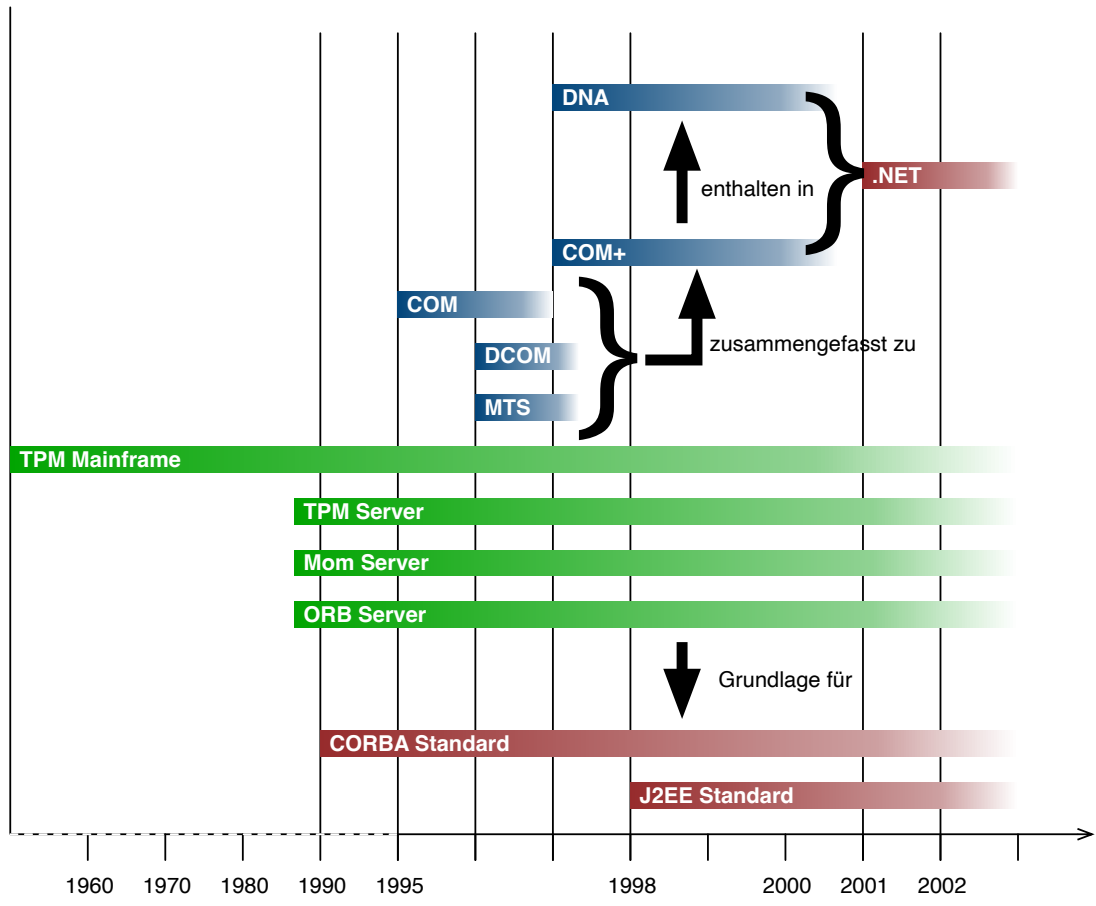 DNA
enthalten in
.NET
COM+
COM
zusammengefasst zu
DCOM
MTS
TPM Mainframe
TPM Server
Mom Server
ORB Server
Grundlage für
CORBA Standard
J2EE Standard
1960 1970 1980 1990 1995 1998 2000 2001 2002